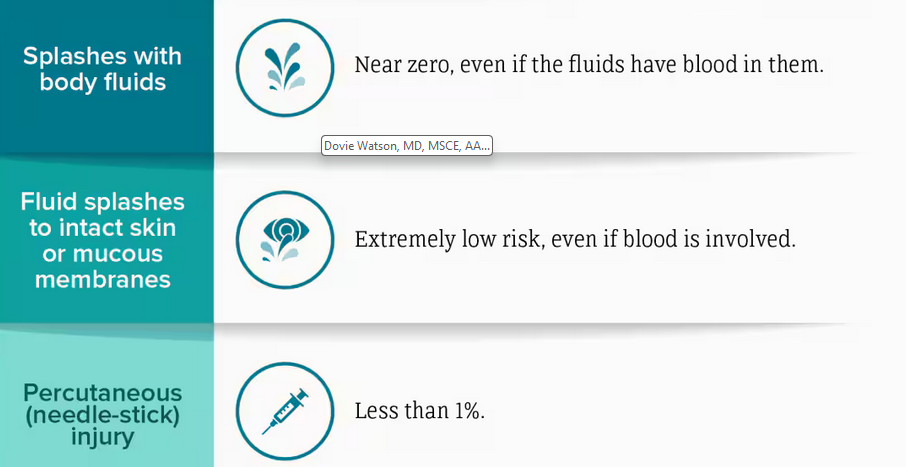 Splashes with
body fluids
Near zero, even if the fluids have blood in them.
Dovie Watson, MD, MSCE, AA...
Fluid splashes
to intact skin
or mucous
membranes
Extremely low risk, even if blood is involved.
Percutaneous
(needle-stick)
injury
Less than 1%.